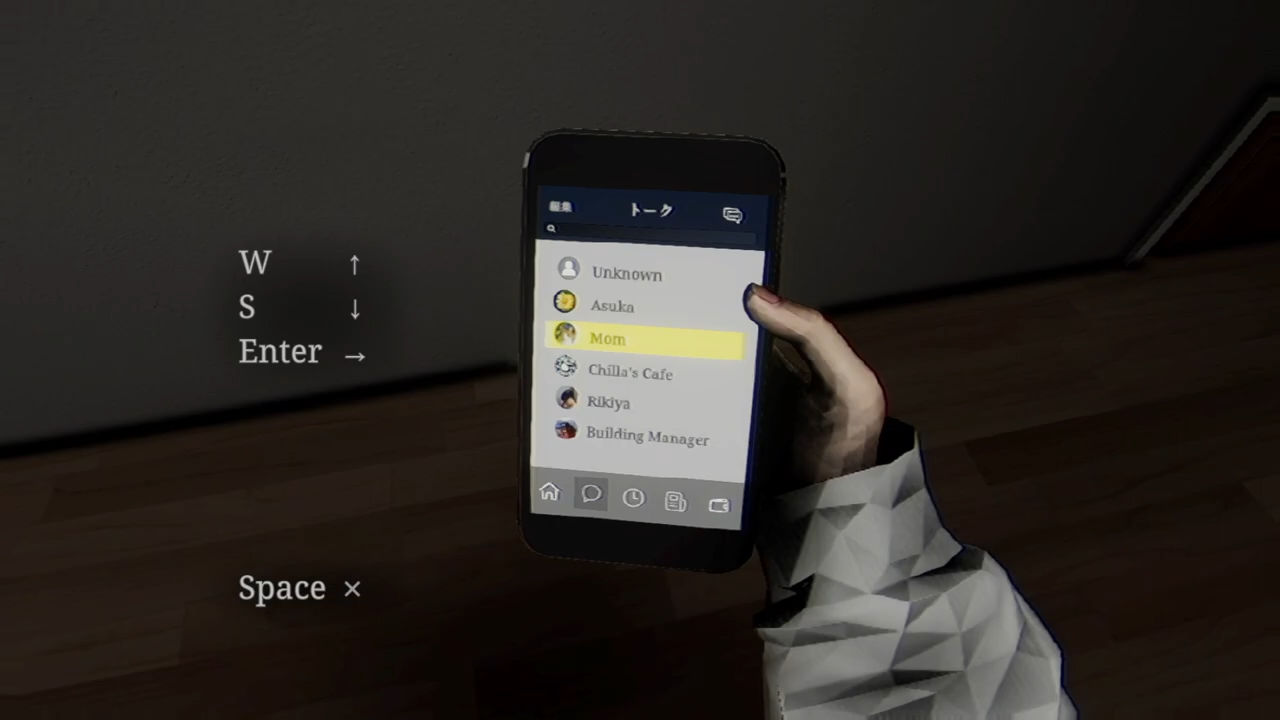 W ↑
S ↓
Enter →
Space ×
編集 トーク
Unknown
Asuka
Mom
Chilla's Cafe
Rikiya
Building Manager